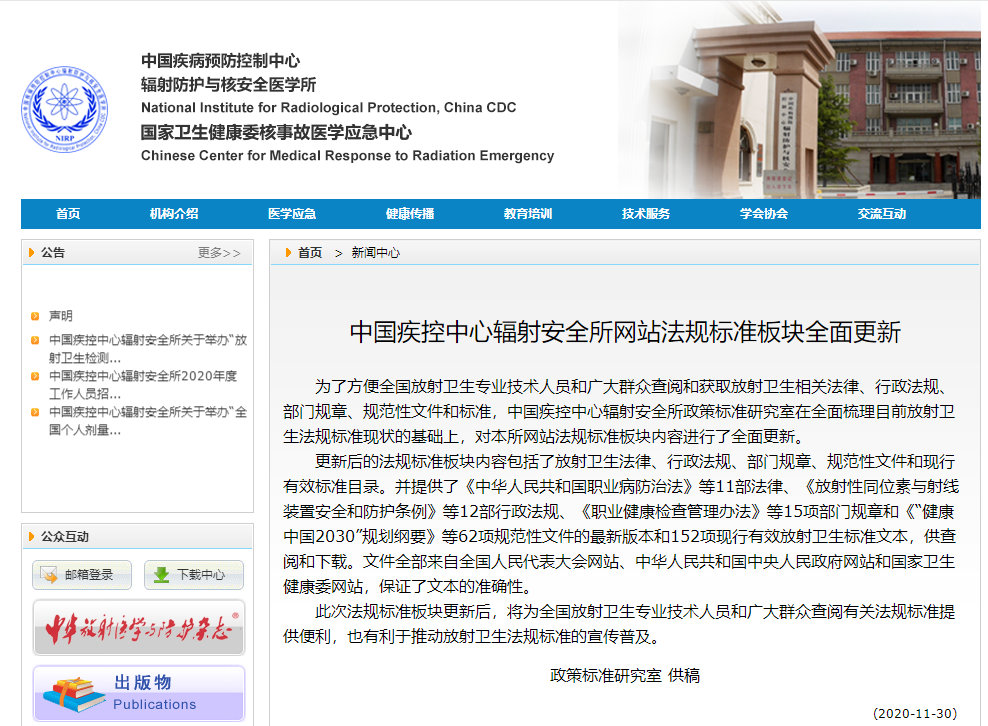 中国疾病预防控制中心
辐射防护与核安全医学所
National Institute for Radiological Protection, China CDC
国家卫生健康委核事故医学应急中心
Chinese Center for Medical Response to Radiation Emergency
NIRP
首页 机构介绍 医学应急 健康传播 教育培训 技术服务 学会协会 交流互动
公告 更多>>
声明
中国疾控中心辐射安全所关于举办“放
射卫生检测...
中国疾控中心辐射安全所2020年度
工作人员招...
中国疾控中心辐射安全所关于举办“全
国个人剂量...
公众互动
邮箱登录 下载中心
中华放射医学与防护杂志®
出版物
Publications
首页 > 新闻中心
中国疾控中心辐射安全所网站法规标准板块全面更新
为了方便全国放射卫生专业技术人员和广大群众查阅和获取放射卫生相关法律、行政法规、
部门规章、规范性文件和标准，中国疾控中心辐射安全所政策标准研究室在全面梳理目前放射卫
生法规标准现状的基础上，对本所网站法规标准板块内容进行了全面更新。
更新后的法规标准板块内容包括了放射卫生法律、行政法规、部门规章、规范性文件和现行
有效标准目录。并提供了《中华人民共和国职业病防治法》等11部法律、《放射性同位素与射线
装置安全和防护条例》等12部行政法规、《职业健康检查管理办法》等15项部门规章和《“健康
中国2030”规划纲要》等62项规范性文件的最新版本和152项现行有效放射卫生标准文本，供查
阅和下载。文件全部来自全国人民代表大会网站、中华人民共和国中央人民政府网站和国家卫生
健康委网站，保证了文本的准确性。
此次法规标准板块更新后，将为全国放射卫生专业技术人员和广大群众查阅有关法规标准提
供便利，也有利于推动放射卫生法规标准的宣传普及。
政策标准研究室 供稿
(2020-11-30)